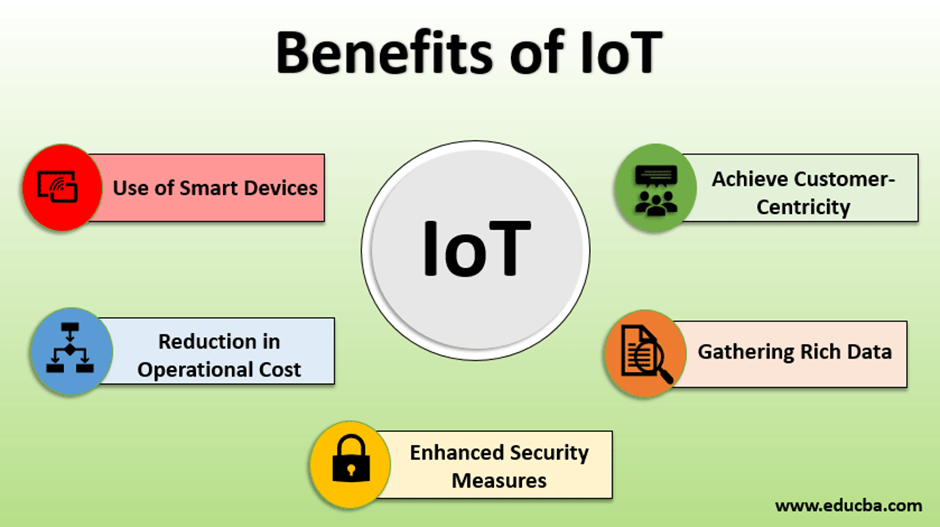 Benefits of IoT
Use of Smart Devices
Reduction in
Operational Cost
IoT
Achieve Customer-
Centricity
Gathering Rich Data
Enhanced Security
Measures
www.educba.com